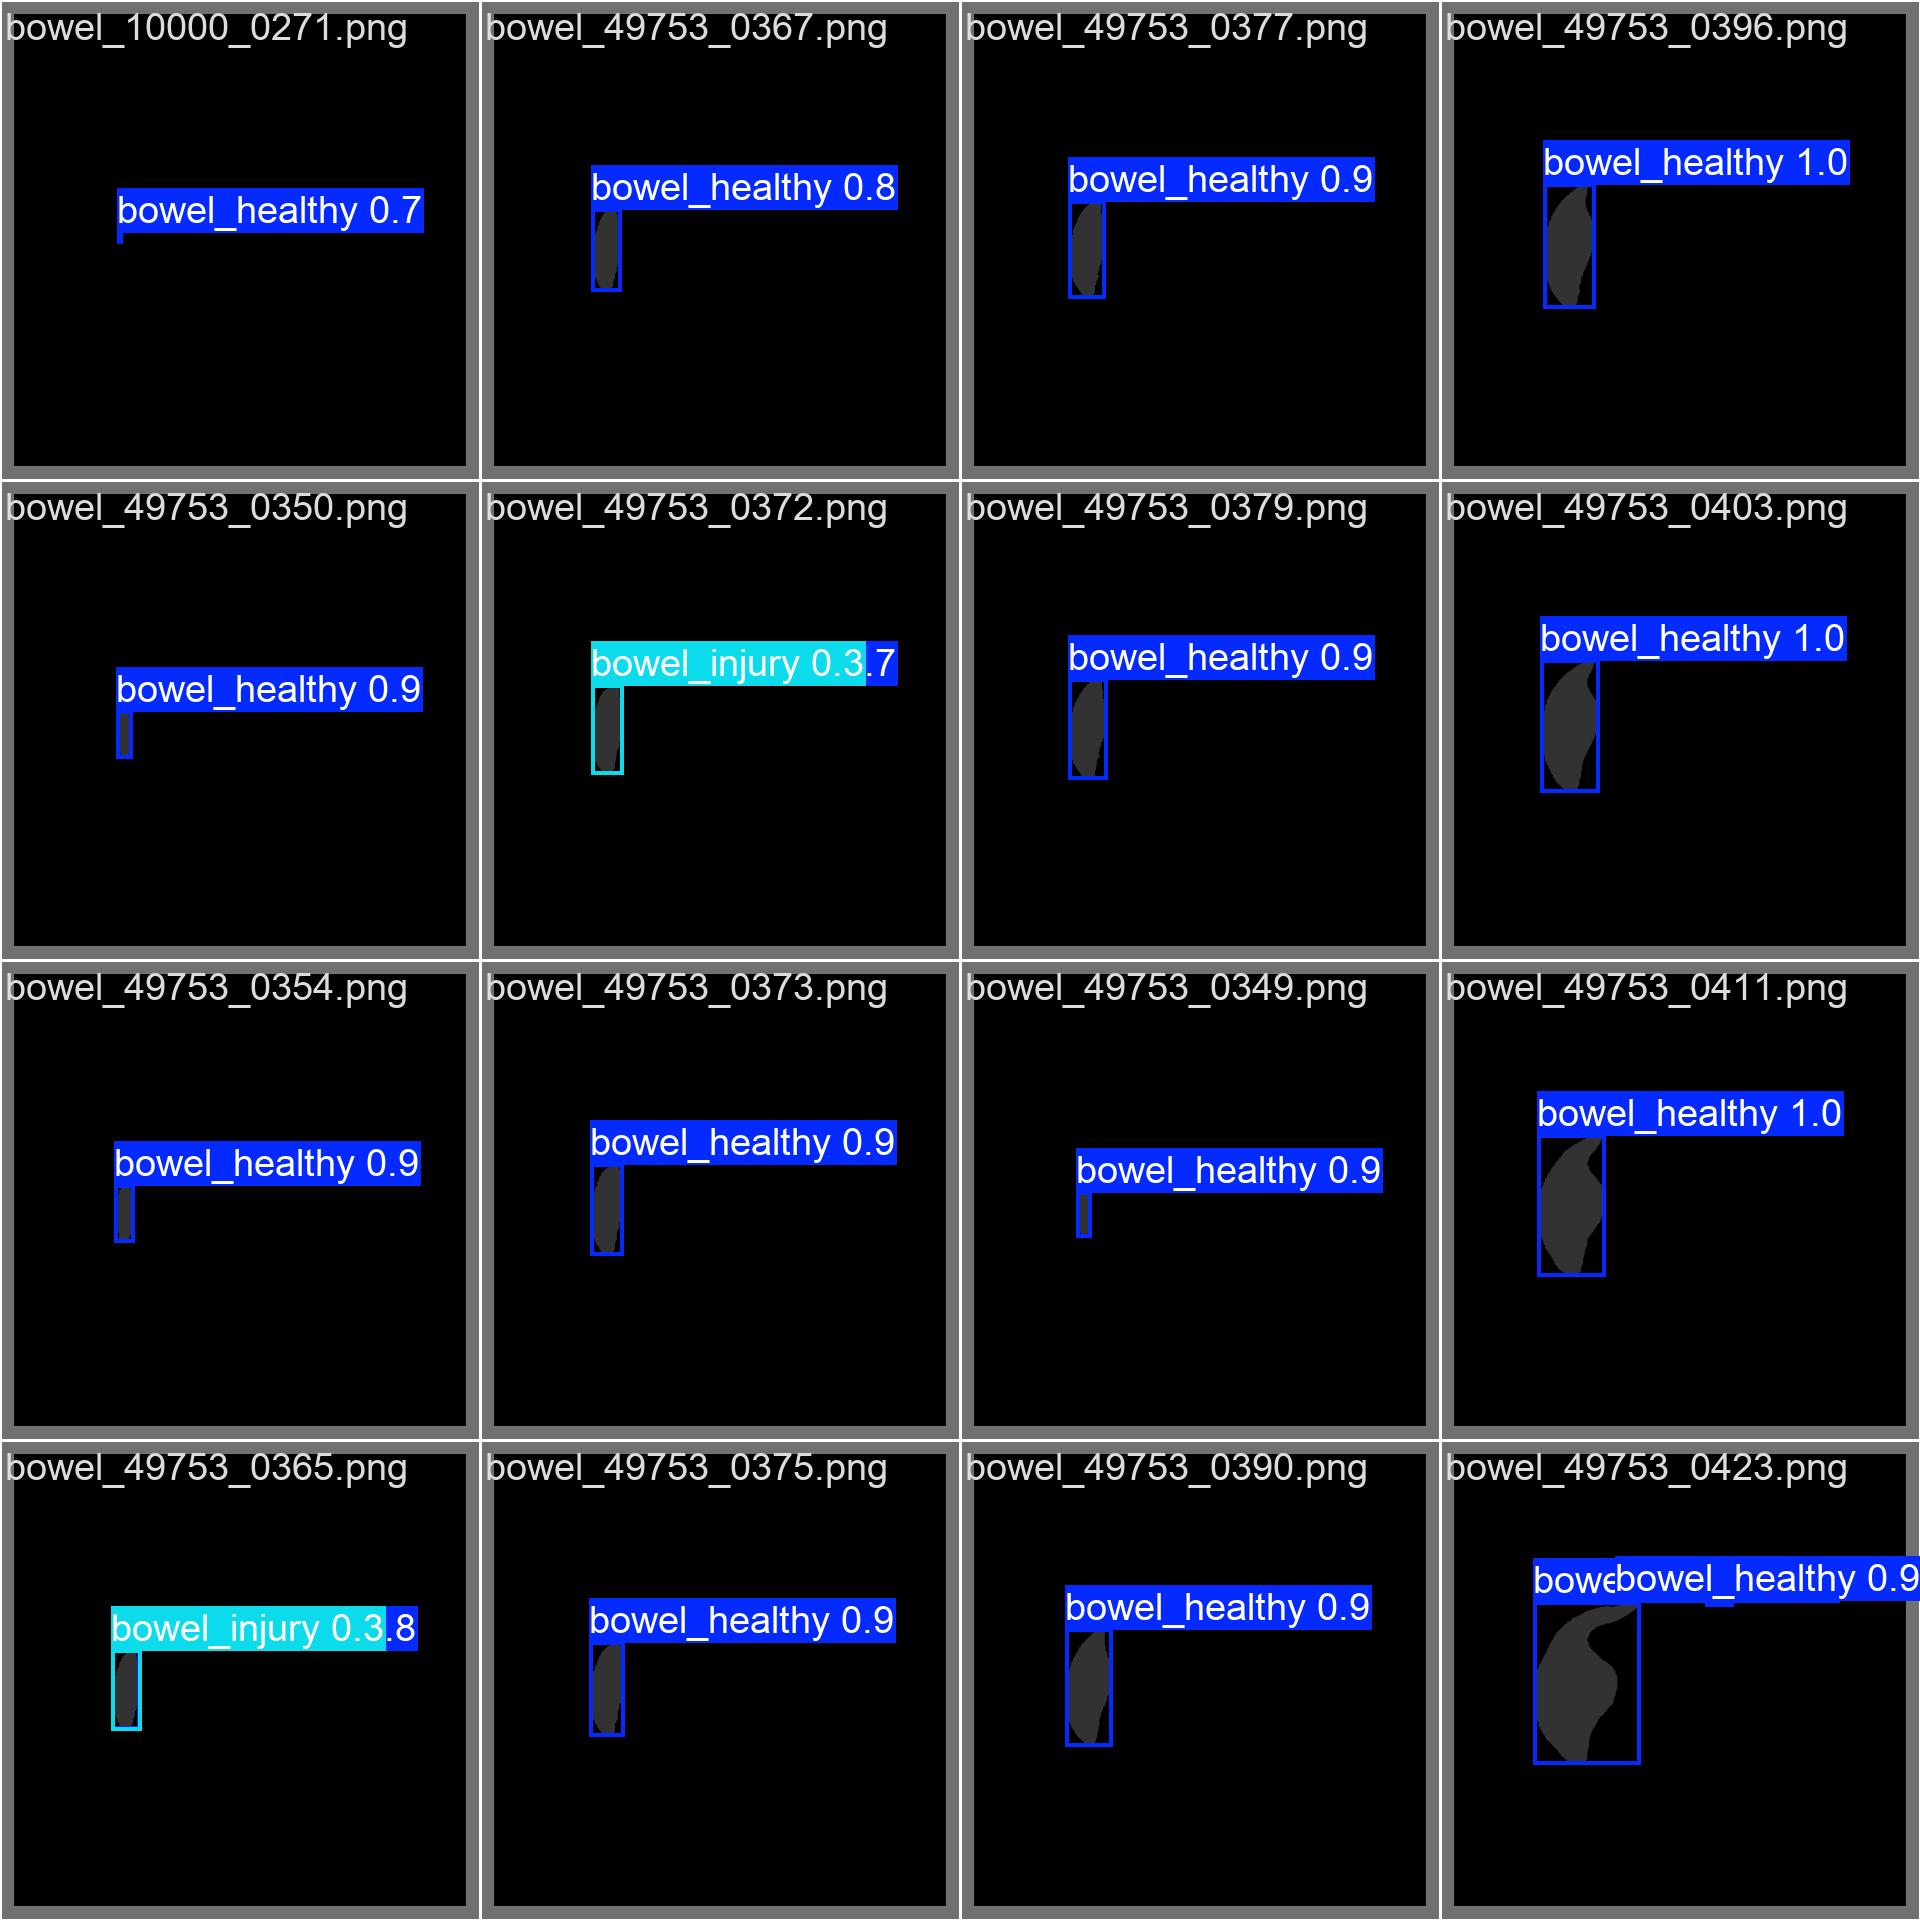 bowel_10000_0271.png
bowel_healthy 0.7
bowel_49753_0367.png
bowel_healthy 0.8
bowel_49753_0377.png
bowel_healthy 0.9
bowel_49753_0396.png
bowel_healthy 1.0
bowel_49753_0350.png
bowel_healthy 0.9
bowel_49753_0372.png
bowel_injury 0.3
.7
bowel_49753_0379.png
bowel_healthy 0.9
bowel_49753_0403.png
bowel_healthy 1.0
bowel_49753_0354.png
bowel_healthy 0.9
bowel_49753_0373.png
bowel_healthy 0.9
bowel_49753_0349.png
bowel_healthy 0.9
bowel_49753_0411.png
bowel_healthy 1.0
bowel_49753_0365.png
bowel_injury 0.3
.8
bowel_49753_0375.png
bowel_healthy 0.9
bowel_49753_0390.png
bowel_healthy 0.9
bowel_49753_0423.png
bowel_healthy 0.9